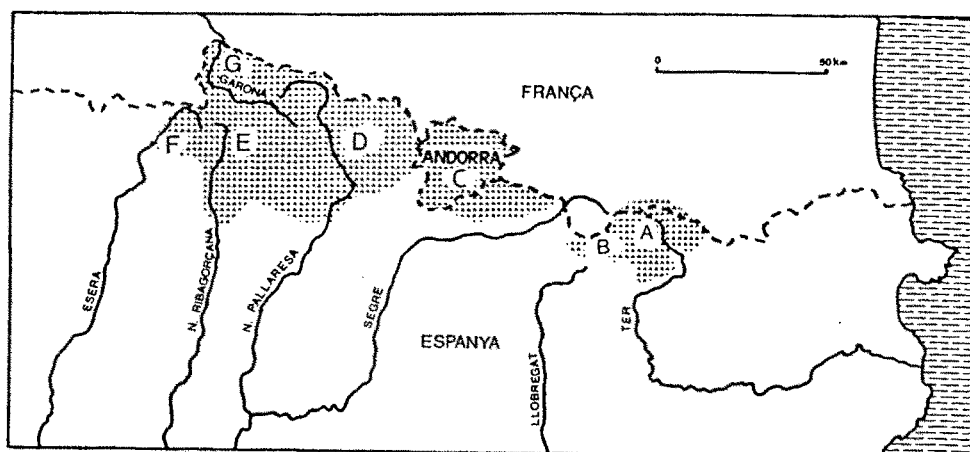 G
GARONA
0 50 km
FRANÇA
F
E
D
ANDORRA
C
A
B
ESERA
N. RIBAGORÇANA
N. PALLARESA
SEGRE
ESPANYA
LLOBREGAT
TER